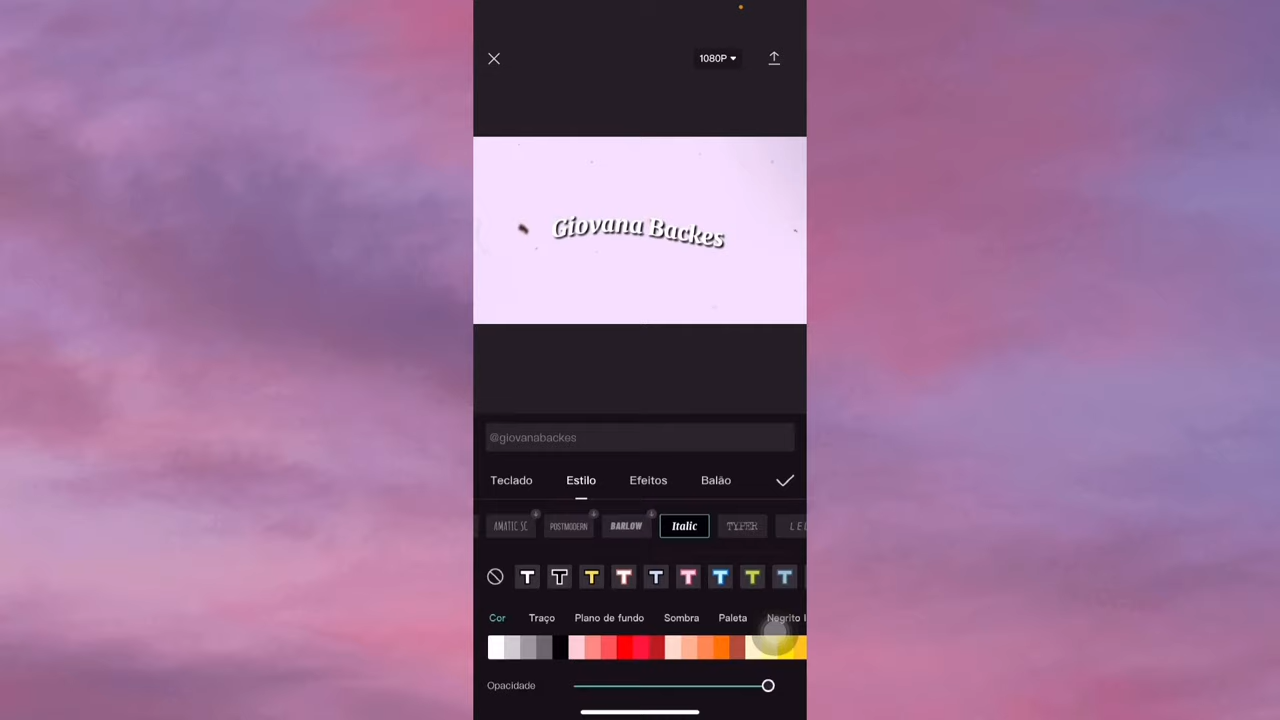 1080P
Giovana Backes
@giovanabackes
Teclado Estilo Efeitos Balão
AMATIC SC POSTMODERN BARLOW Italic TYPER
T T T T T T T T T
Cor Traço Plano de fundo Sombra Paleta Negrito I
Opacidade